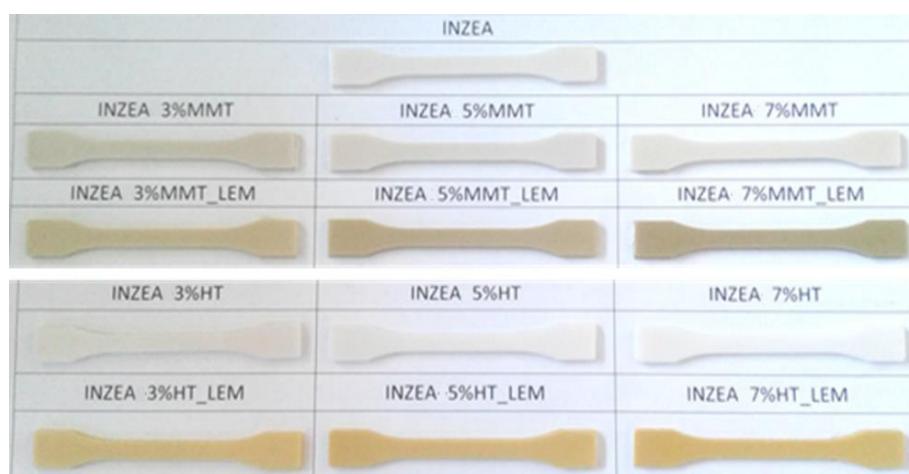 INZEA
INZEA 3%MMT INZEA 5%MMT INZEA 7%MMT
INZEA 3%MMT_LEM INZEA 5%MMT_LEM INZEA 7%MMT_LEM
INZEA 3%HT INZEA 5%HT INZEA 7%HT
INZEA 3%HT_LEM INZEA 5%HT_LEM INZEA 7%HT_LEM